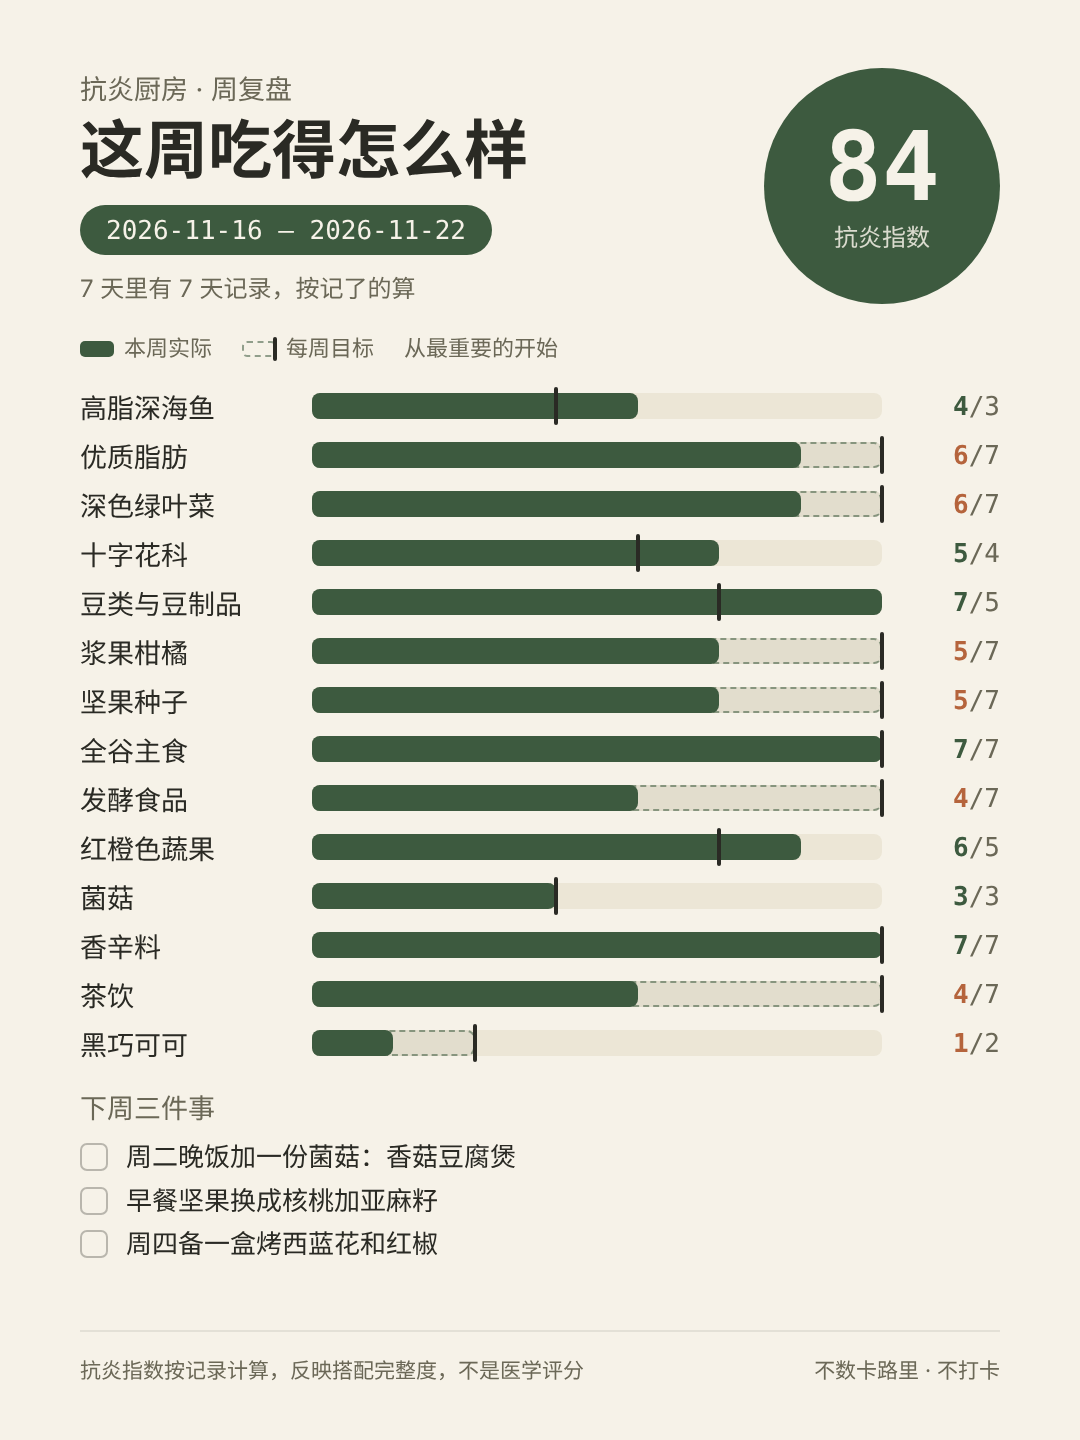 抗炎厨房 · 周复盘
这周吃得怎么样
2026-11-16 — 2026-11-22
7 天里有 7 天记录，按记了的算
84
抗炎指数
本周实际 每周目标 从最重要的开始
高脂深海鱼 4/3
优质脂肪 6/7
深色绿叶菜 6/7
十字花科 5/4
豆类与豆制品 7/5
浆果柑橘 5/7
坚果种子 5/7
全谷主食 7/7
发酵食品 4/7
红橙色蔬果 6/5
菌菇 3/3
香辛料 7/7
茶饮 4/7
黑巧可可 1/2
下周三件事
周二晚饭加一份菌菇：香菇豆腐煲
早餐坚果换成核桃加亚麻籽
周四备一盒烤西蓝花和红椒
抗炎指数按记录计算，反映搭配完整度，不是医学评分
不数卡路里 · 不打卡